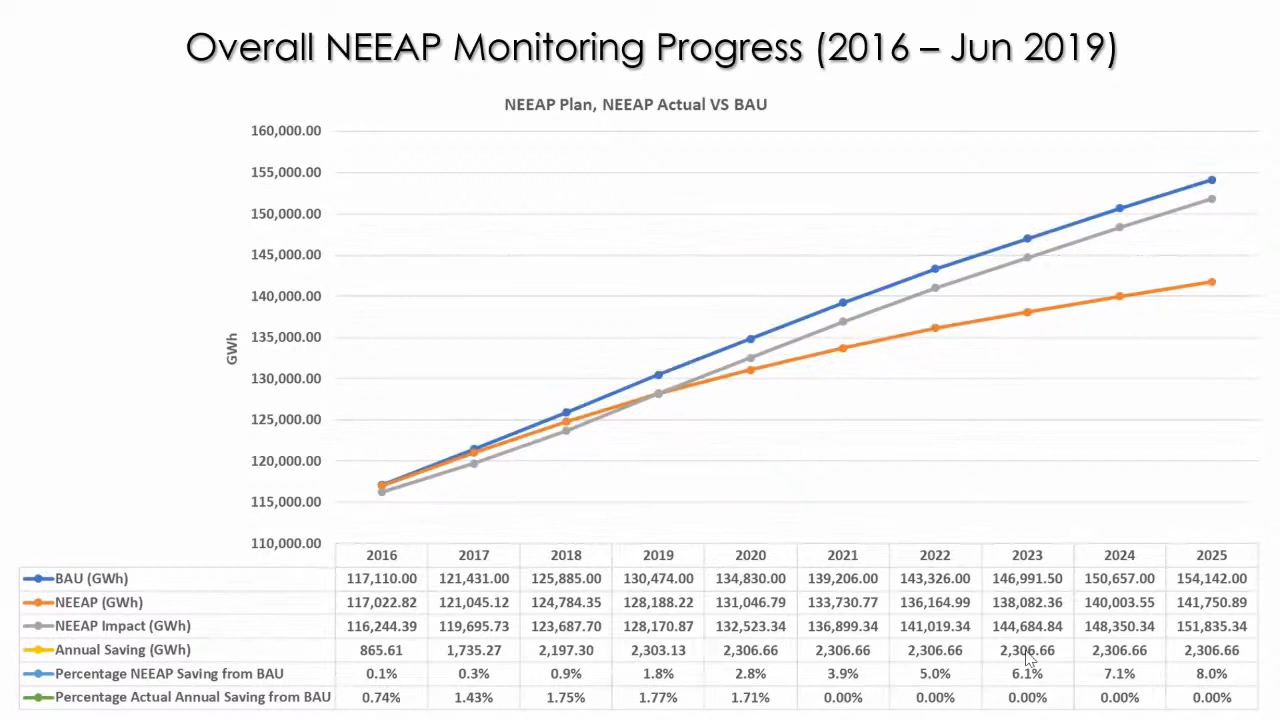 Overall NEEAP Monitoring Progress (2016 – Jun 2019)
NEEAP Plan, NEEAP Actual VS BAU
160,000.00
155,000.00
150,000.00
145,000.00
140,000.00
135,000.00
130,000.00
125,000.00
120,000.00
115,000.00
110,000.00
GWh
2016 2017 2018 2019 2020 2021 2022 2023 2024 2025
BAU (GWh) 117,110.00 121,431.00 125,885.00 130,474.00 134,830.00 139,206.00 143,326.00 146,991.50 150,657.00 154,142.00
NEEAP (GWh) 117,022.82 121,045.12 124,784.35 128,188.22 131,046.79 133,730.77 136,164.99 138,082.36 140,003.55 141,750.89
NEEAP Impact (GWh) 116,244.39 119,695.73 123,687.70 128,170.87 132,523.34 136,899.34 141,019.34 144,684.84 148,350.34 151,835.34
Annual Saving (GWh) 865.61 1,735.27 2,197.30 2,303.13 2,306.66 2,306.66 2,306.66 2,306.66 2,306.66 2,306.66
Percentage NEEAP Saving from BAU 0.1% 0.3% 0.9% 1.8% 2.8% 3.9% 5.0% 6.1% 7.1% 8.0%
Percentage Actual Annual Saving from BAU 0.74% 1.43% 1.75% 1.77% 1.71% 0.00% 0.00% 0.00% 0.00% 0.00%